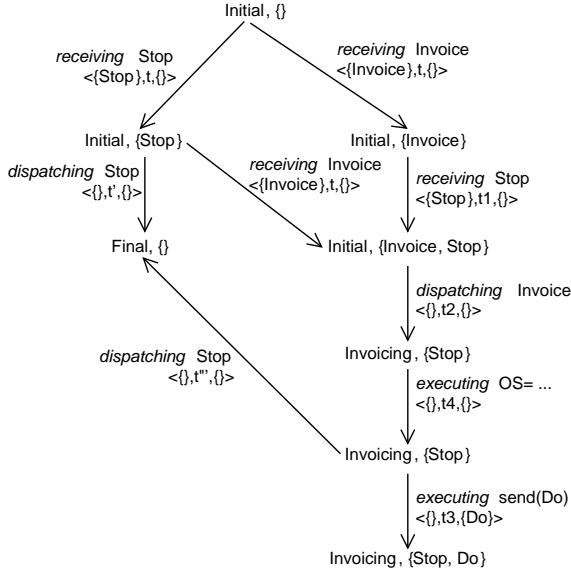 Initial, {}
receiving Stop
<{Stop},t,{}>
receiving Invoice
<{Invoice},t,{}>
Initial, {Stop}
Initial, {Invoice}
dispatching Stop
<{},t',{}>
receiving Invoice
<{Invoice},t,{}>
receiving Stop
<{Stop},t1,{}>
Final, {}
Initial, {Invoice, Stop}
dispatching Invoice
<{},t2,{}>
Invoicing, {Stop}
dispatching Stop
<{},t"',{}>
executing OS= ...
<{},t4,{}>
Invoicing, {Stop}
executing send(Do)
<{},t3,{Do}>
Invoicing, {Stop, Do}